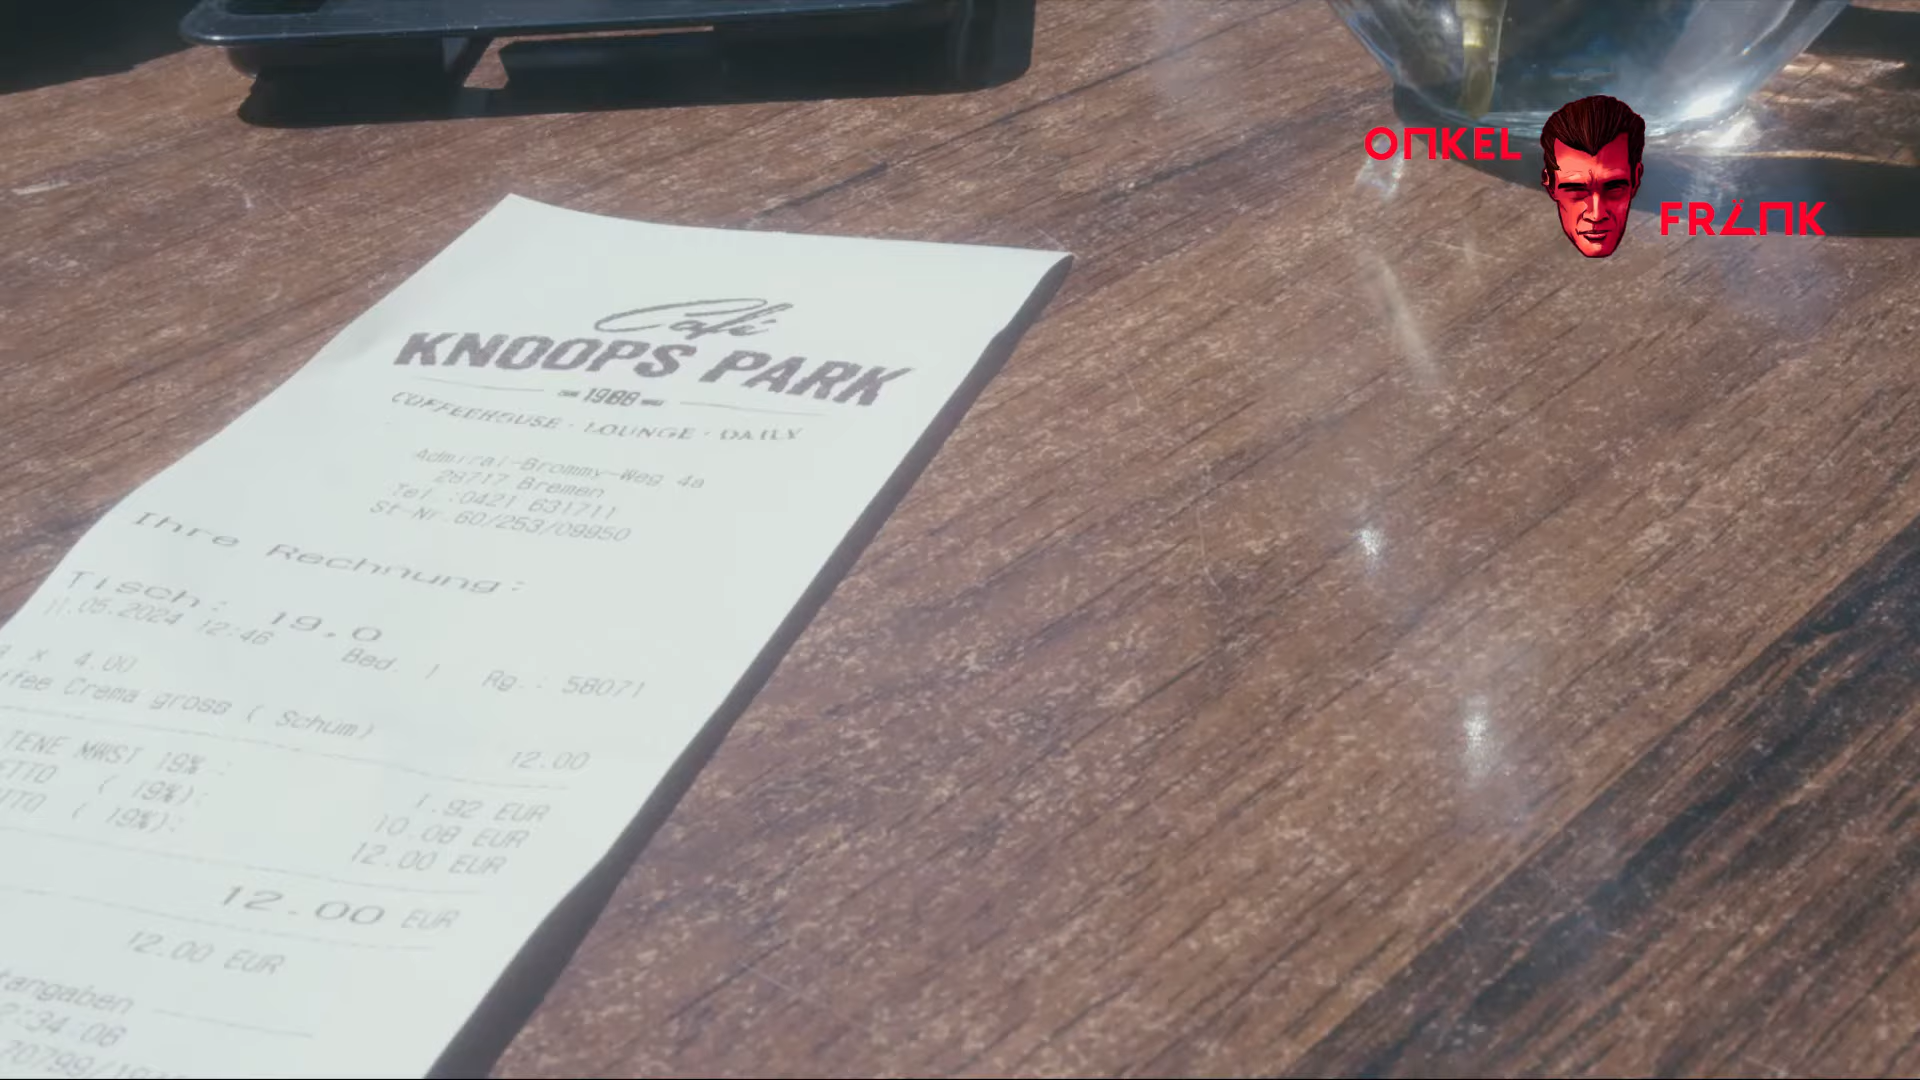 ONKEL
FRANK
Café
KNOOPS PARK
1988
COFFEEHOUSE · LOUNGE · DAILY
Admiral-Brommy-Weg 4a
28717 Bremen
Tel.:0421 631711
St-Nr.60/253/09950
Ihre Rechnung:
Tisch: 19.0
11.05.2024 12:46 Bed. 1 Rg.: 58071
x 4.00
Crema gross ( Schüm) 12.00
MWST 19%: 1.92 EUR
( 19%): 10.08 EUR
( 19%): 12.00 EUR
12.00 EUR
12.00 EUR